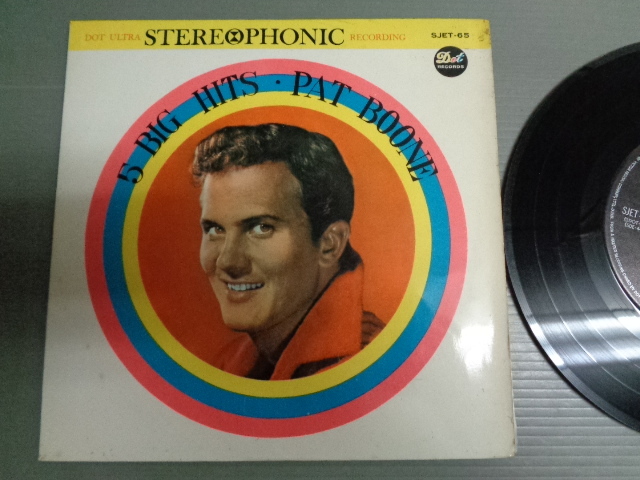 DOT ULTRA STEREOPHONIC RECORDING
SJET-65
Dot
RECORDS
5 BIG HITS · PAT BOONE
SJET-